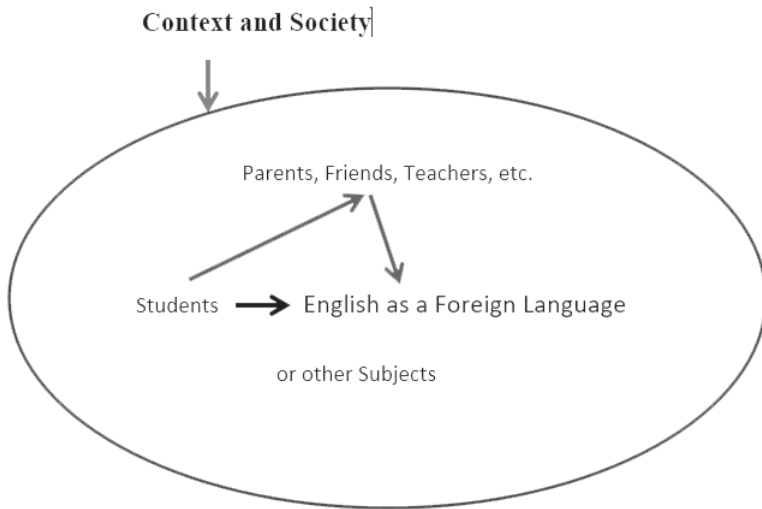 Context and Society
Parents, Friends, Teachers, etc.
Students English as a Foreign Language
or other Subjects